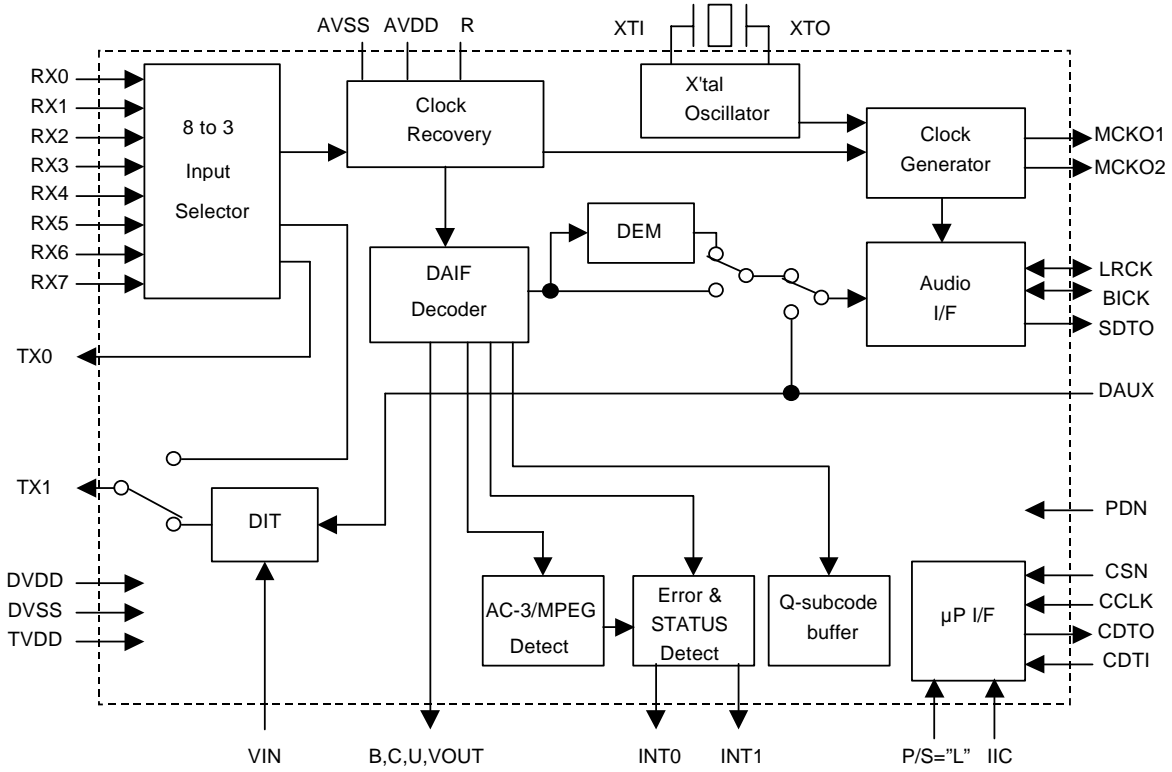 AVSS AVDD R
XTI XTO
RX0
RX1
RX2
RX3
RX4
RX5
RX6
RX7
8 to 3
Input
Selector
Clock
Recovery
X'tal
Oscillator
Clock
Generator
MCKO1
MCKO2
DEM
DAIF
Decoder
Audio
I/F
LRCK
BICK
SDTO
TX0
DAUX
TX1
DIT
PDN
DVDD
DVSS
TVDD
AC-3/MPEG
Detect
Error &
STATUS
Detect
Q-subcode
buffer
µP I/F
CSN
CCLK
CDTO
CDTI
VIN
B,C,U,VOUT
INT0
INT1
P/S=”L”
IIC